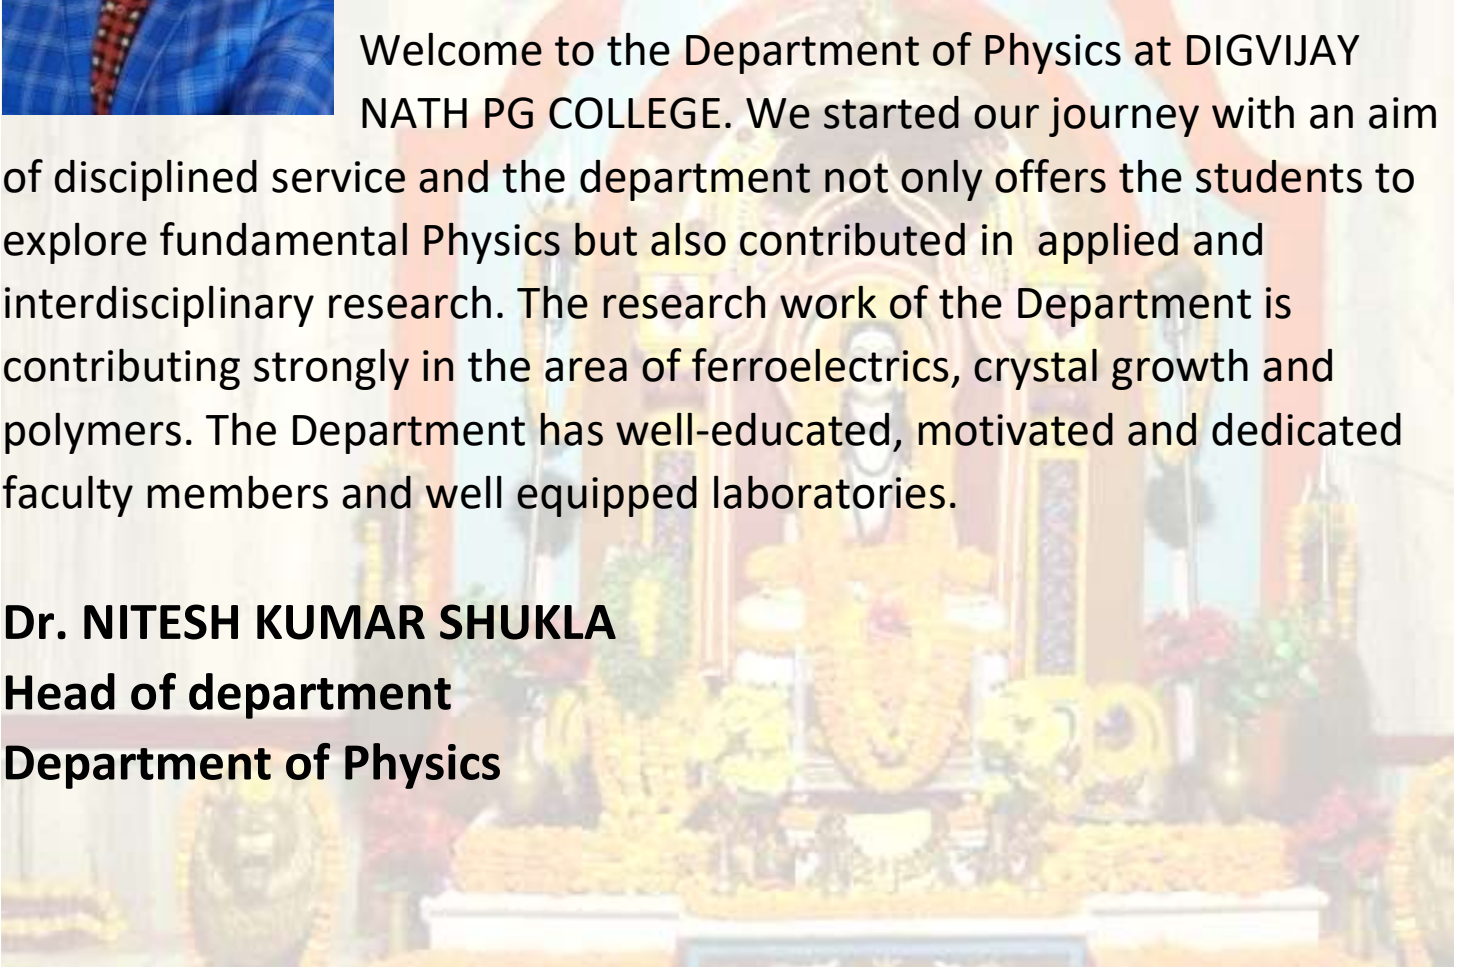 Welcome to the Department of Physics at DIGVIJAY
NATH PG COLLEGE. We started our journey with an aim
of disciplined service and the department not only offers the students to
explore fundamental Physics but also contributed in  applied and
interdisciplinary research. The research work of the Department is
contributing strongly in the area of ferroelectrics, crystal growth and
polymers. The Department has well-educated, motivated and dedicated
faculty members and well equipped laboratories.
Dr. NITESH KUMAR SHUKLA
Head of department
Department of Physics